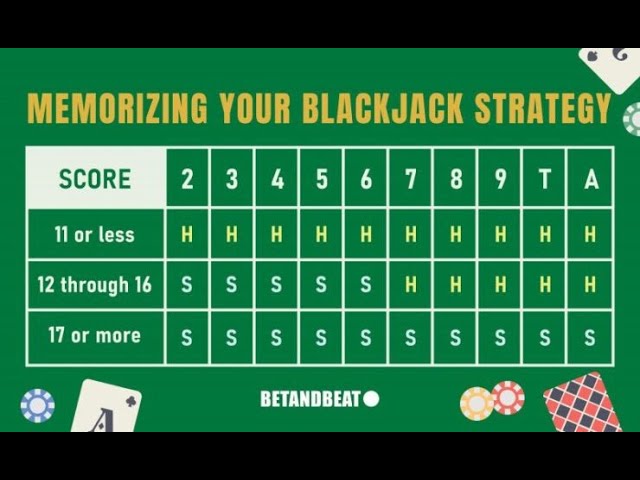 MEMORIZING YOUR BLACKJACK STRATEGY
SCORE 2 3 4 5 6 7 8 9 T A
11 or less H H H H H H H H H H
12 through 16 S S S S S H H H H H
17 or more S S S S S S S S S S
BETANDBEAT
A